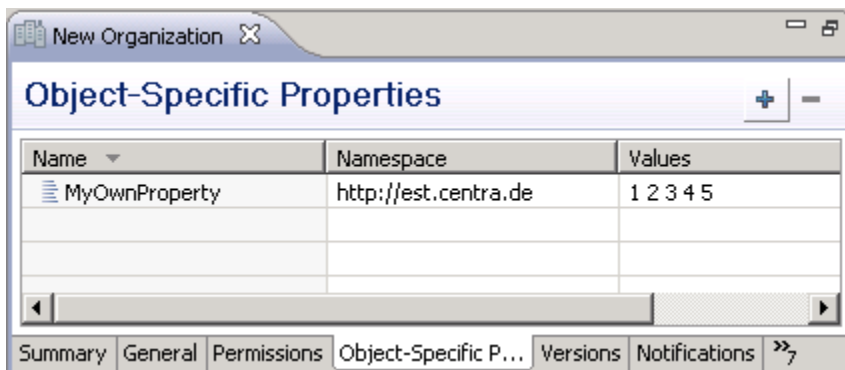 New Organization
Object-Specific Properties
Name Namespace Values
MyOwnProperty http://est.centra.de 1 2 3 4 5
Summary General Permissions Object-Specific P... Versions Notifications »7